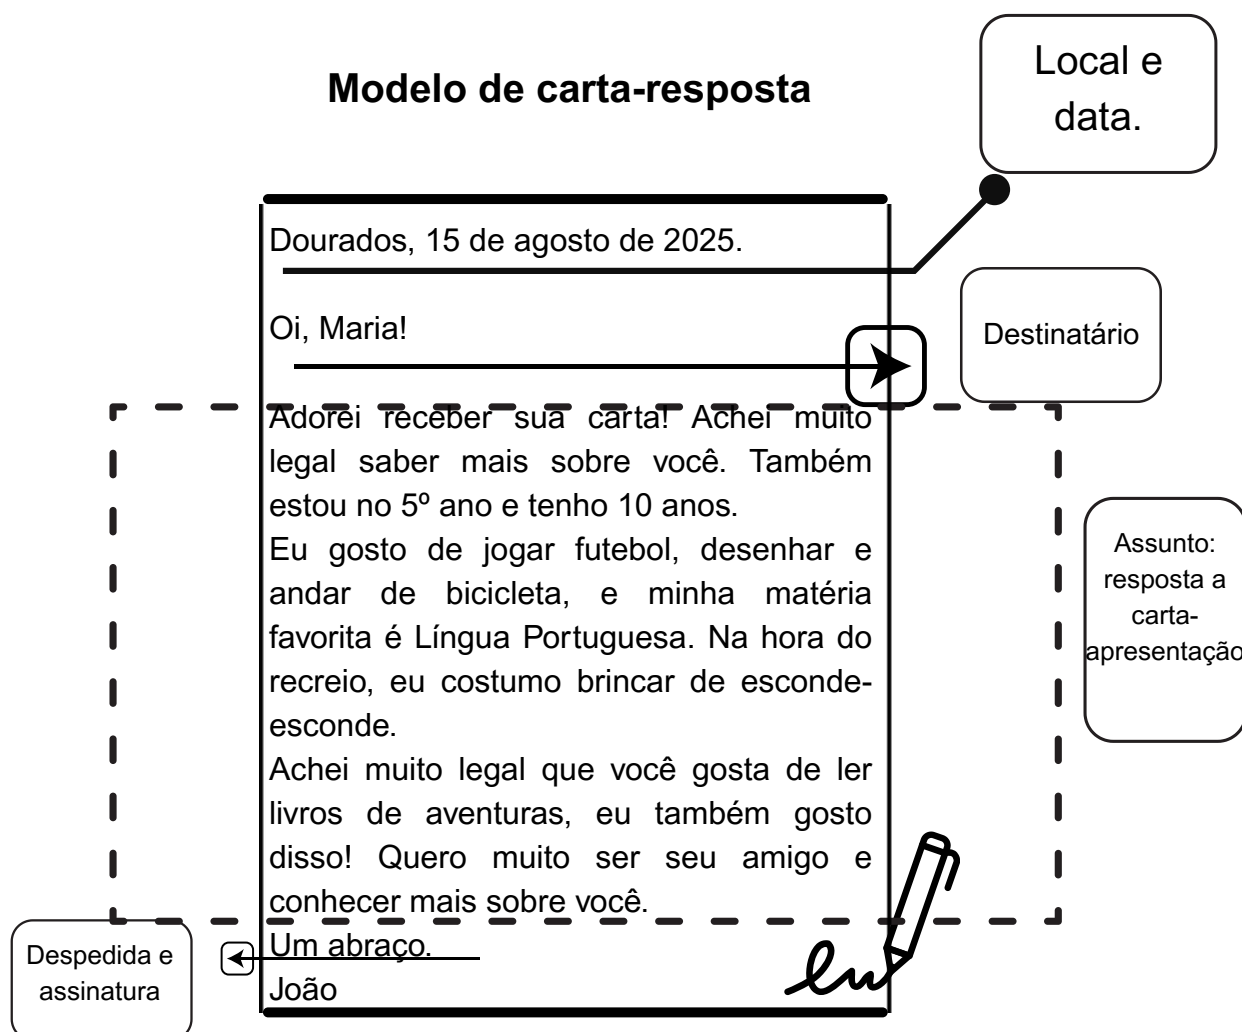 Modelo de carta-resposta
Local e
data.
Dourados, 15 de agosto de 2025.
Oi, Maria!
Destinatário
Adorei receber sua carta! Achei muito
legal saber mais sobre você. Também
estou no 5º ano e tenho 10 anos.
Eu gosto de jogar futebol, desenhar e
andar de bicicleta, e minha matéria
favorita é Língua Portuguesa. Na hora do
recreio, eu costumo brincar de esconde-
esconde.
Achei muito legal que você gosta de ler
livros de aventuras, eu também gosto
disso! Quero muito ser seu amigo e
conhecer mais sobre você.
Assunto:
resposta a
carta-
apresentação
Um abraço.
João
Despedida e
assinatura